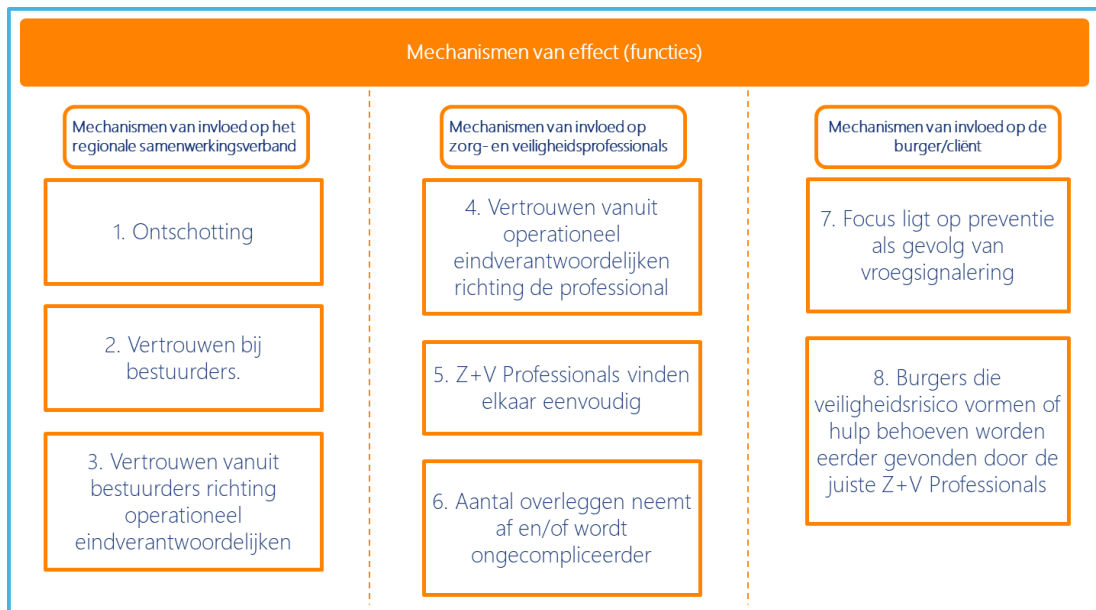 Mechanismen van effect (functies)
Mechanismen van invloed op het
regionale samenwerkingsverband
1. Ontschotting
2. Vertrouwen bij
bestuurders.
3. Vertrouwen vanuit
bestuurders richting
operationeel
eindverantwoordelijken
Mechanismen van invloed op
zorg- en veiligheidsprofessionals
4. Vertrouwen vanuit
operationeel
eindverantwoordelijken
richting de professional
5. Z+V Professionals vinden
elkaar eenvoudig
6. Aantal overleggen neemt
af en/of wordt
ongecompliceerder
Mechanismen van invloed op de
burger/cliënt
7. Focus ligt op preventie
als gevolg van
vroegsignalering
8. Burgers die
veiligheidsrisico vormen of
hulp behoeven worden
eerder gevonden door de
juiste Z+V Professionals